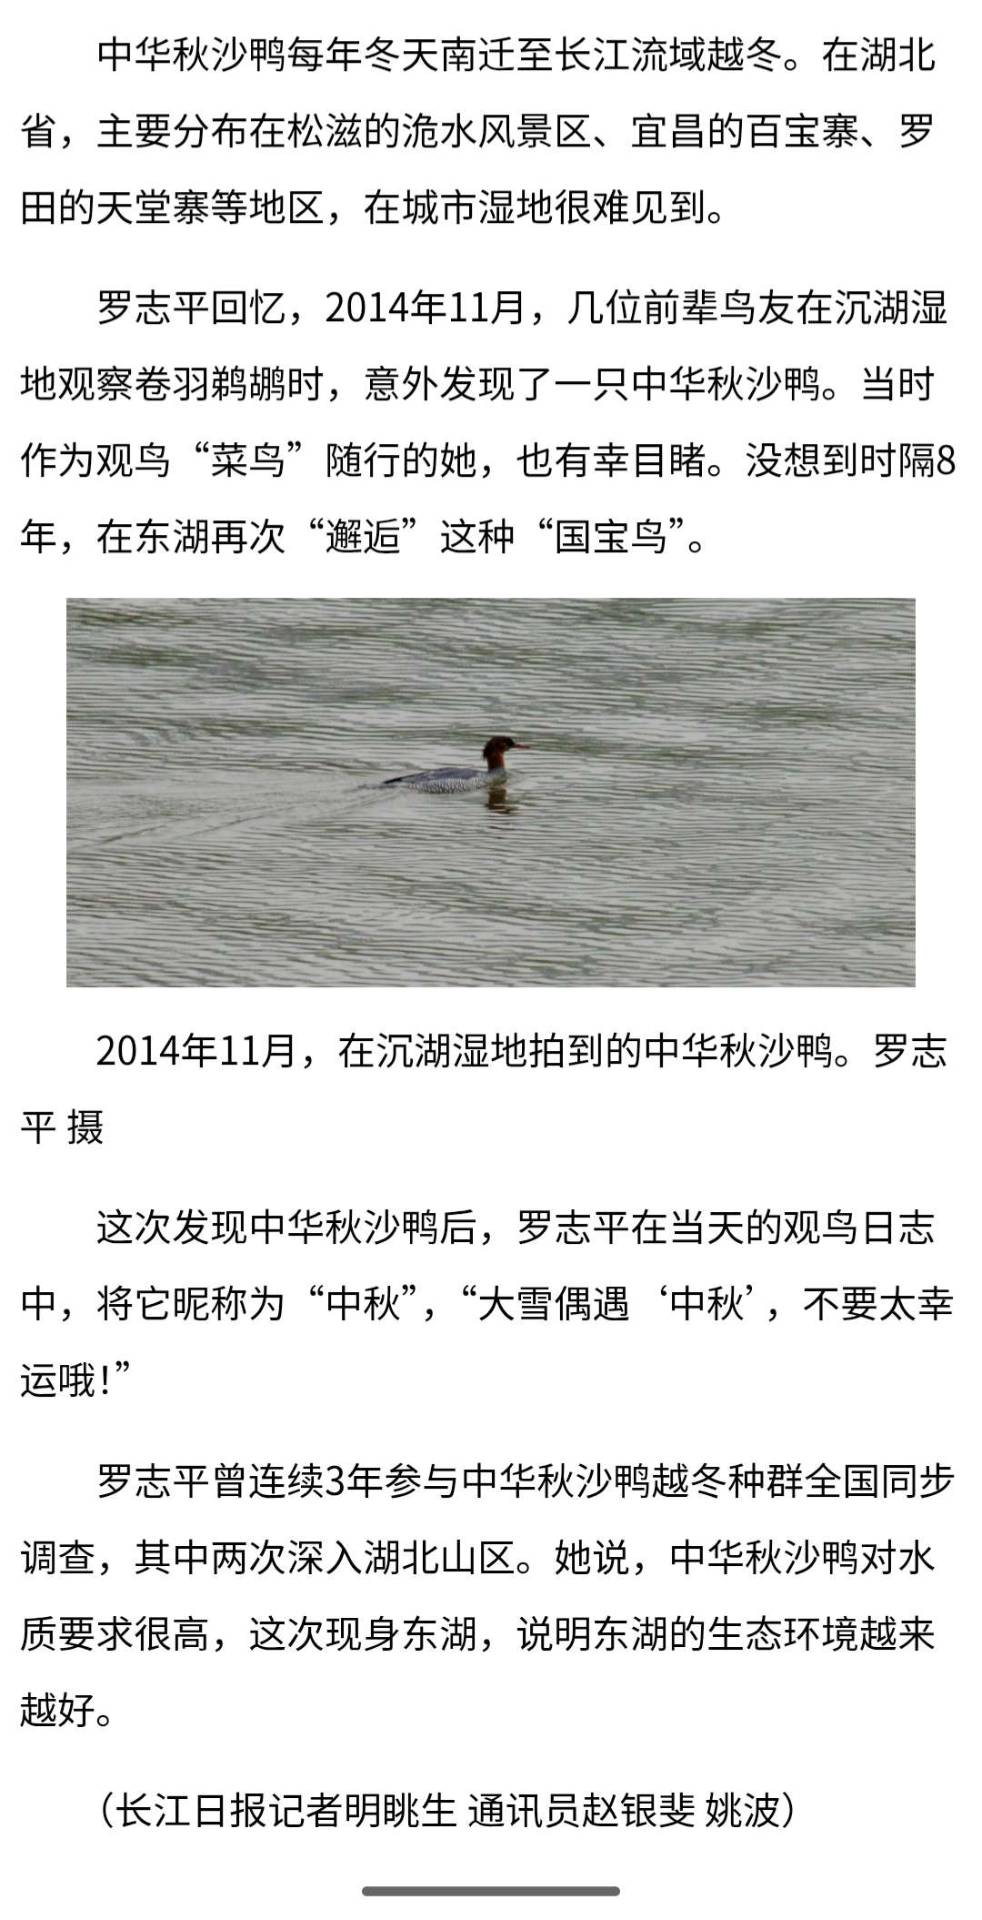 中华秋沙鸭每年冬天南迁至长江流域越冬。在湖北
省，主要分布在松滋的洈水风景区、宜昌的百宝寨、罗
田的天堂寨等地区，在城市湿地很难见到。
罗志平回忆，2014年11月，几位前辈鸟友在沉湖湿
地观察卷羽鹈鹕时，意外发现了一只中华秋沙鸭。当时
作为观鸟“菜鸟”随行的她，也有幸目睹。没想到时隔8
年，在东湖再次“邂逅”这种“国宝鸟”。
2014年11月，在沉湖湿地拍到的中华秋沙鸭。罗志
平 摄
这次发现中华秋沙鸭后，罗志平在当天的观鸟日志
中，将它昵称为“中秋”，“大雪偶遇‘中秋’，不要太幸
运哦！”
罗志平曾连续3年参与中华秋沙鸭越冬种群全国同步
调查，其中两次深入湖北山区。她说，中华秋沙鸭对水
质要求很高，这次现身东湖，说明东湖的生态环境越来
越好。
（长江日报记者明眺生 通讯员赵银斐 姚波）